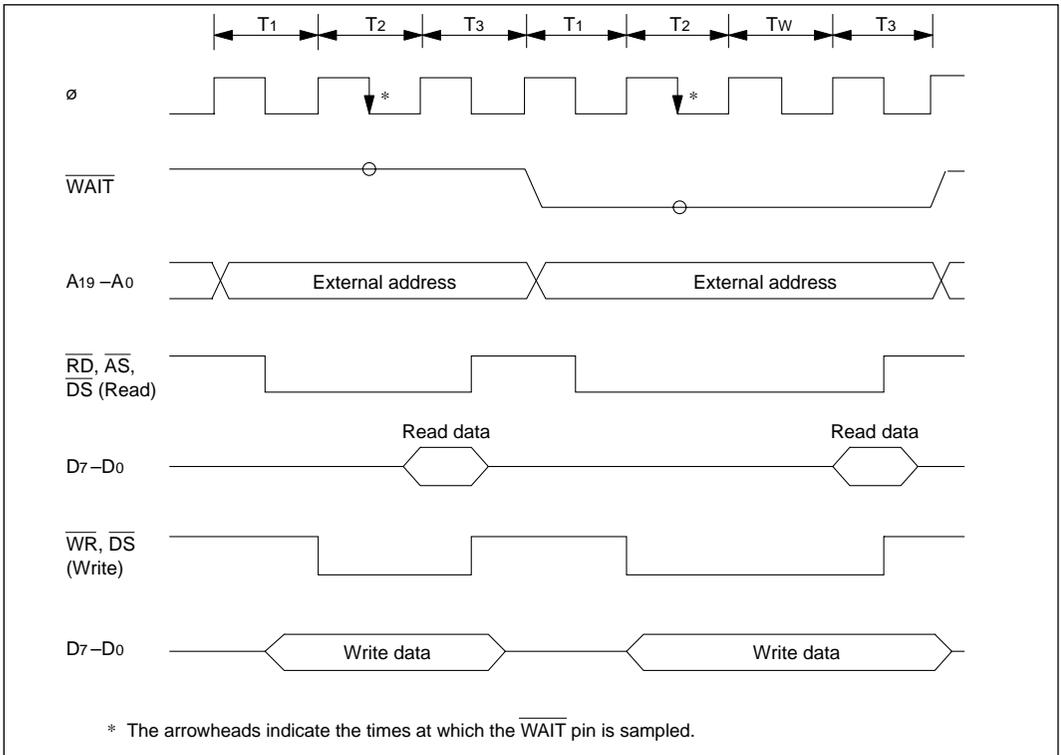 T1 T2 T3 T1 T2 TW T3
ø * *
WAIT
A19–A0 External address External address
RD, AS,
DS (Read)
Read data Read data
D7–D0
WR, DS
(Write)
D7–D0 Write data Write data
* The arrowheads indicate the times at which the WAIT pin is sampled.